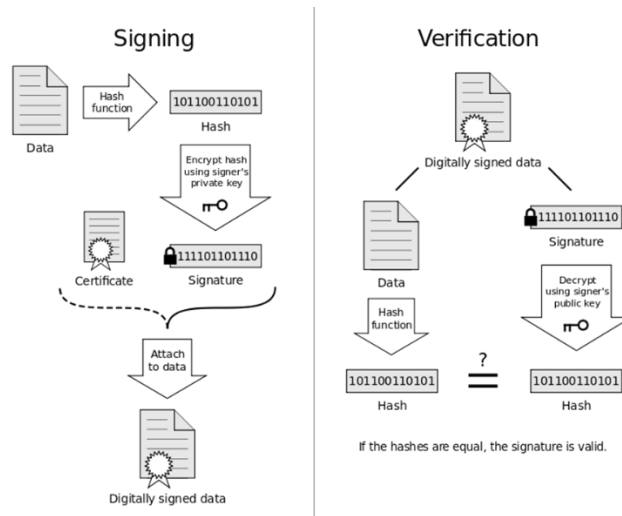 Signing
Data
Hash
function
101100110101
Hash
Encrypt hash
using signer's
private key
Certificate
111101101110
Signature
Attach
to data
Digitally signed data
Verification
Digitally signed data
Data
111101101110
Signature
Hash
function
Decrypt
using signer's
public key
101100110101
Hash
?
=
101100110101
Hash
If the hashes are equal, the signature is valid.